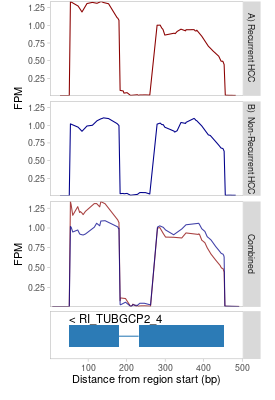 1.25
1.00
0.75
0.50
0.25
FPM
A) Recurrent HCC
1.25
1.00
0.75
0.50
0.25
B) Non-Recurrent HCC
1.25
1.00
0.75
0.50
0.25
FPM
Combined
< RI_TUBGCP2_4
100 200 300 400 500
Distance from region start (bp)